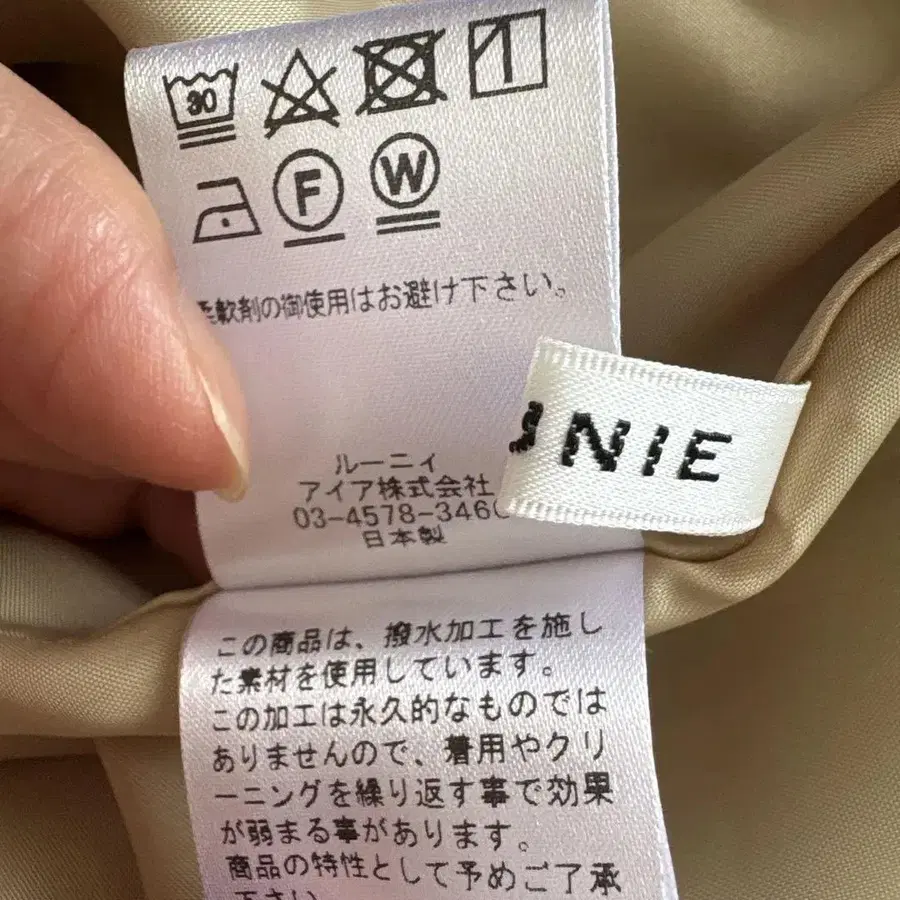 30
F W
柔軟剤の御使用はお避け下さい。
ルーニィ
アイア株式会社
03-4578-346
日本製
NIE
この商品は、撥水加工を施し
た素材を使用しています。
この加工は永久的なものでは
ありませんので、着用やクリ
ーニングを繰り返す事で効果
が弱まる事があります。
商品の特性として予めご了承
下さい